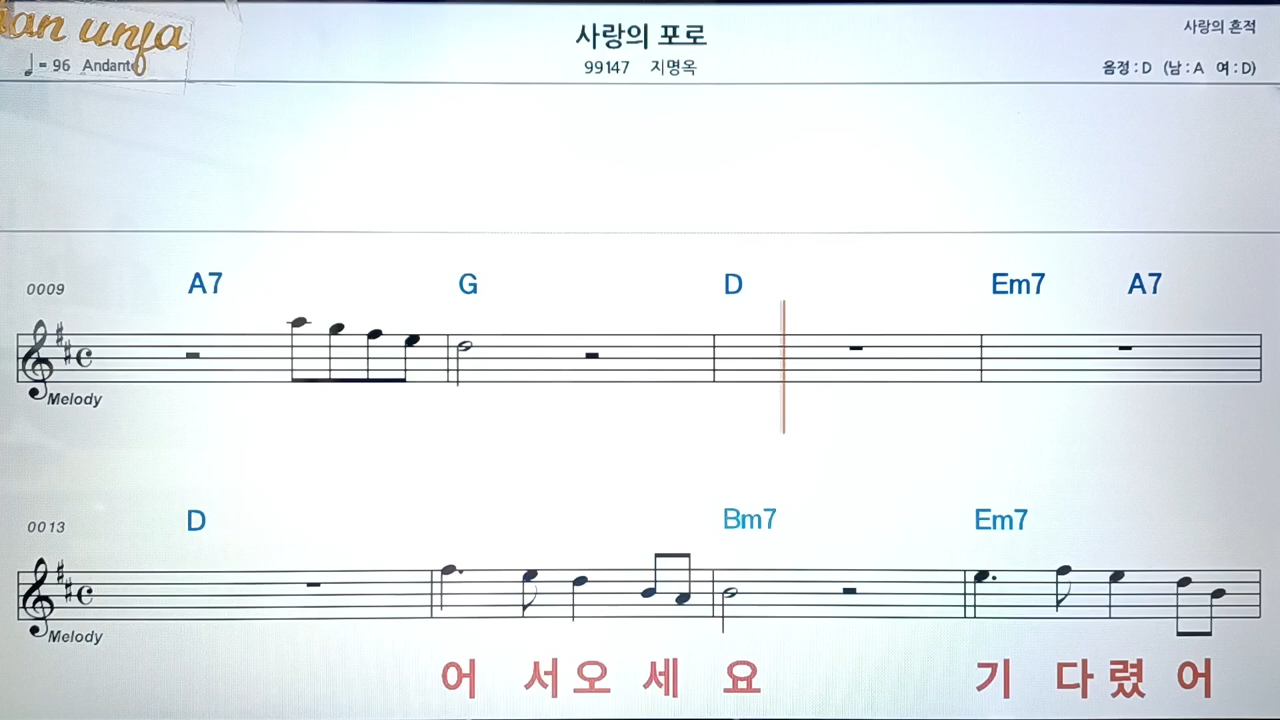 사랑의 포로
사랑의 흔적
an unfa
= 96 Andante
99147 지명옥
음정 : D (남 : A 여 : D)
A7 G D Em7 A7
0009
Melody
D Bm7 Em7
0013
Melody
어 서 오 세 요 기 다 렸 어